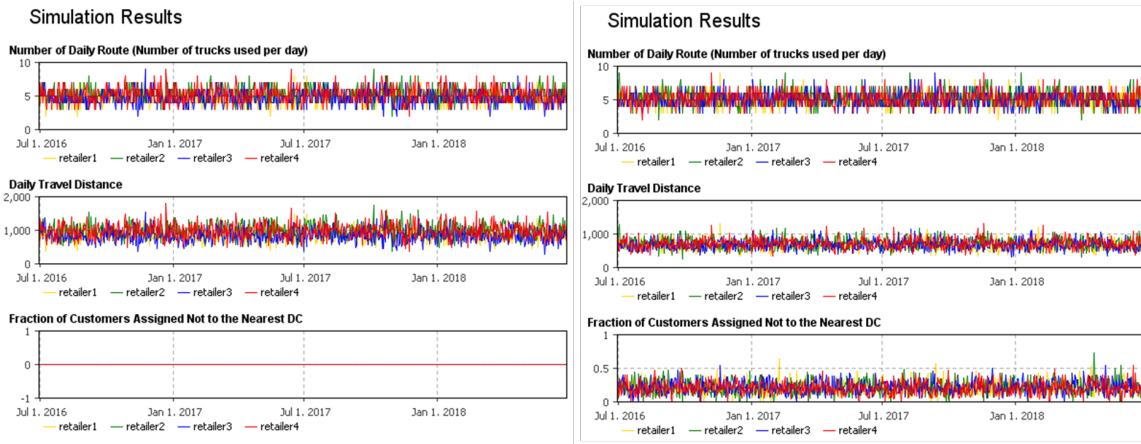 Simulation Results
Number of Daily Route (Number of trucks used per day)
10
5
0
Jul 1. 2016 Jan 1. 2017 Jul 1. 2017 Jan 1. 2018
retailer1 retailer2 retailer3 retailer4
Daily Travel Distance
2,000
1,000
0
Jul 1. 2016 Jan 1. 2017 Jul 1. 2017 Jan 1. 2018
retailer1 retailer2 retailer3 retailer4
Fraction of Customers Assigned Not to the Nearest DC
1
0
-1
Jul 1. 2016 Jan 1. 2017 Jul 1. 2017 Jan 1. 2018
retailer1 retailer2 retailer3 retailer4
Simulation Results
Number of Daily Route (Number of trucks used per day)
10
5
0
Jul 1. 2016 Jan 1. 2017 Jul 1. 2017 Jan 1. 2018
retailer1 retailer2 retailer3 retailer4
Daily Travel Distance
2,000
1,000
0
Jul 1. 2016 Jan 1. 2017 Jul 1. 2017 Jan 1. 2018
retailer1 retailer2 retailer3 retailer4
Fraction of Customers Assigned Not to the Nearest DC
1
0.5
0
Jul 1. 2016 Jan 1. 2017 Jul 1. 2017 Jan 1. 2018
retailer1 retailer2 retailer3 retailer4